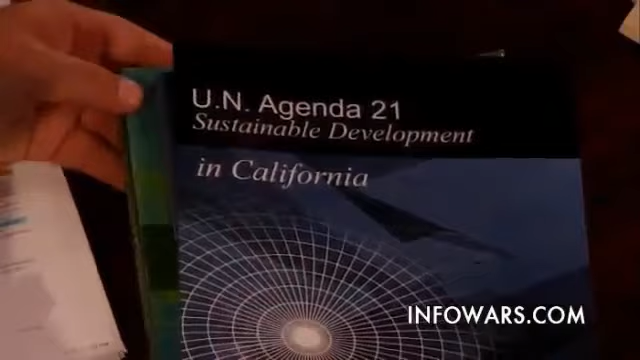 U.N. Agenda 21
Sustainable Development
in California
INFOWARS.COM